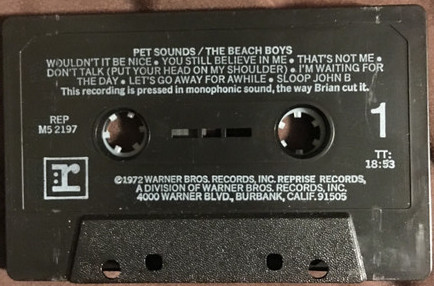 PET SOUNDS/THE BEACH BOYS
WOULDN'T IT BE NICE • YOU STILL BELIEVE IN ME • THAT'S NOT ME •
DON'T TALK (PUT YOUR HEAD ON MY SHOULDER) • I'M WAITING FOR
THE DAY • LET'S GO AWAY FOR AWHILE • SLOOP JOHN B
This recording is pressed in monophonic sound, the way Brian cut it.
REP
M5 2197
1
TT:
18:53
r
℗1972 WARNER BROS. RECORDS, INC. REPRISE RECORDS,
A DIVISION OF WARNER BROS. RECORDS, INC.
4000 WARNER BLVD., BURBANK, CALIF. 91505